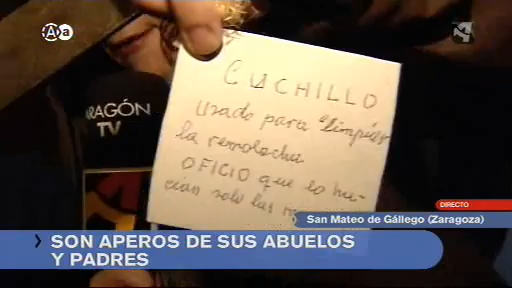 Aa
ARAGÓN
TV
CUCHILLO
usado para "limpiar
la remolacha
OFICIO que lo ha-
cían solo las
DIRECTO
San Mateo de Gállego (Zaragoza)
SON APEROS DE SUS ABUELOS
Y PADRES